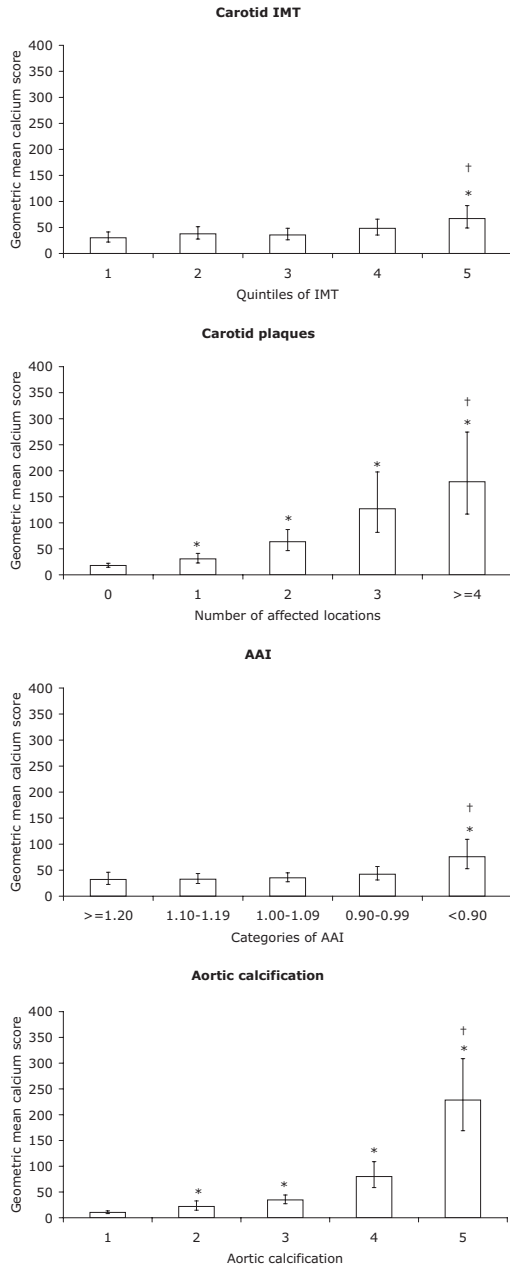 Carotid IMT
Geometric mean calcium score
400
350
300
250
200
150
100
50
0
†
*
1 2 3 4 5
Quintiles of IMT
Carotid plaques
Geometric mean calcium score
400
350
300
250
200
150
100
50
0
†
* * * *
0 1 2 3 >=4
Number of affected locations
AAI
Geometric mean calcium score
400
350
300
250
200
150
100
50
0
†
*
>=1.20 1.10-1.19 1.00-1.09 0.90-0.99 <0.90
Categories of AAI
Aortic calcification
Geometric mean calcium score
400
350
300
250
200
150
100
50
0
†
* * * *
1 2 3 4 5
Aortic calcification